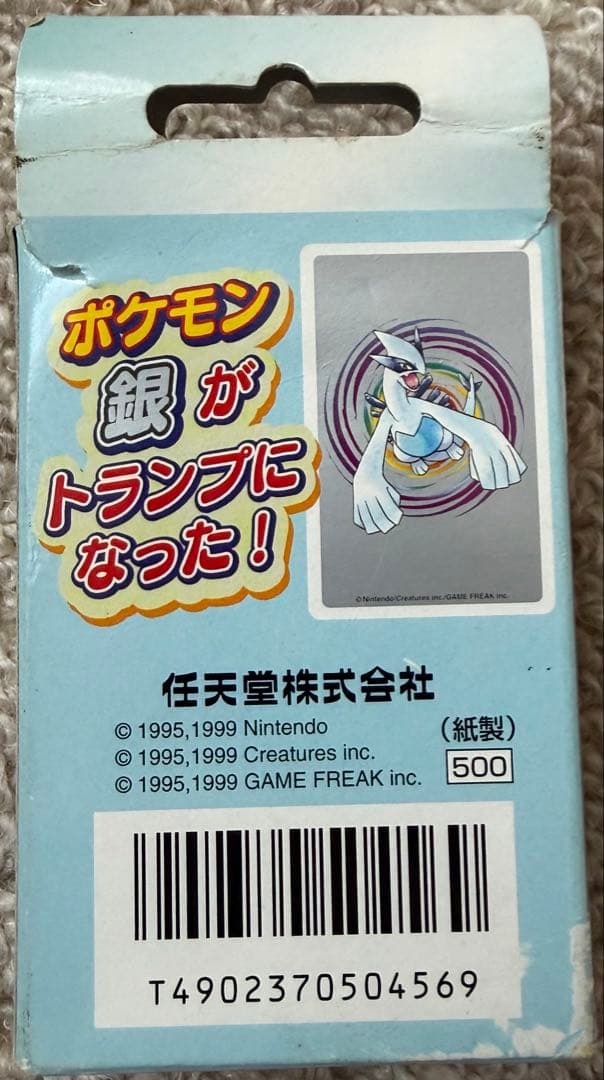 ポケモン
銀が
トランプに
なった!
© Nintendo/Creatures inc./GAME FREAK inc.
任天堂株式会社
© 1995,1999 Nintendo
© 1995,1999 Creatures inc.
© 1995,1999 GAME FREAK inc.
(紙製)
500
T4902370504569